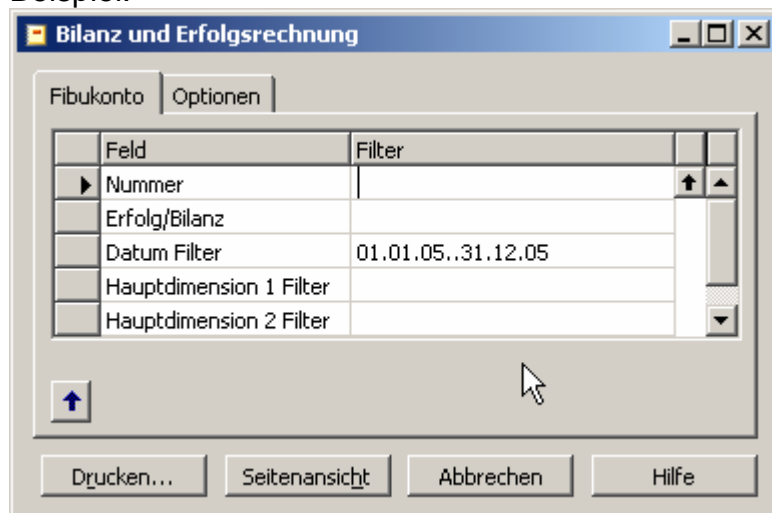 Beispiel:
Bilanz und Erfolgsrechnung
Fibukonto Optionen
Feld Filter
Nummer
Erfolg/Bilanz
Datum Filter 01.01.05..31.12.05
Hauptdimension 1 Filter
Hauptdimension 2 Filter
Drucken... Seitenansicht Abbrechen Hilfe